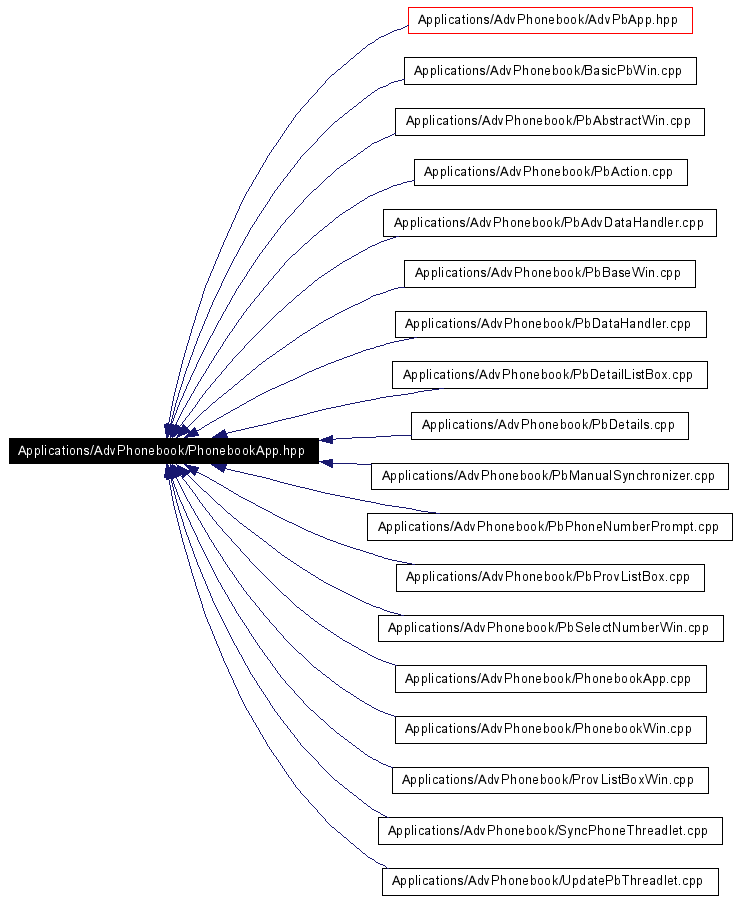 Applications/AdvPhonebook/AdvPbApp.hpp
Applications/AdvPhonebook/BasicPbWin.cpp
Applications/AdvPhonebook/PbAbstractWin.cpp
Applications/AdvPhonebook/PbAction.cpp
Applications/AdvPhonebook/PbAdvDataHandler.cpp
Applications/AdvPhonebook/PbBaseWin.cpp
Applications/AdvPhonebook/PbDataHandler.cpp
Applications/AdvPhonebook/PbDetailListBox.cpp
Applications/AdvPhonebook/PbDetails.cpp
Applications/AdvPhonebook/PhonebookApp.hpp
Applications/AdvPhonebook/PbManualSynchronizer.cpp
Applications/AdvPhonebook/PbPhoneNumberPrompt.cpp
Applications/AdvPhonebook/PbProvListBox.cpp
Applications/AdvPhonebook/PbSelectNumberWin.cpp
Applications/AdvPhonebook/PhonebookApp.cpp
Applications/AdvPhonebook/PhonebookWin.cpp
Applications/AdvPhonebook/ProvListBoxWin.cpp
Applications/AdvPhonebook/SyncPhoneThreadlet.cpp
Applications/AdvPhonebook/UpdatePbThreadlet.cpp